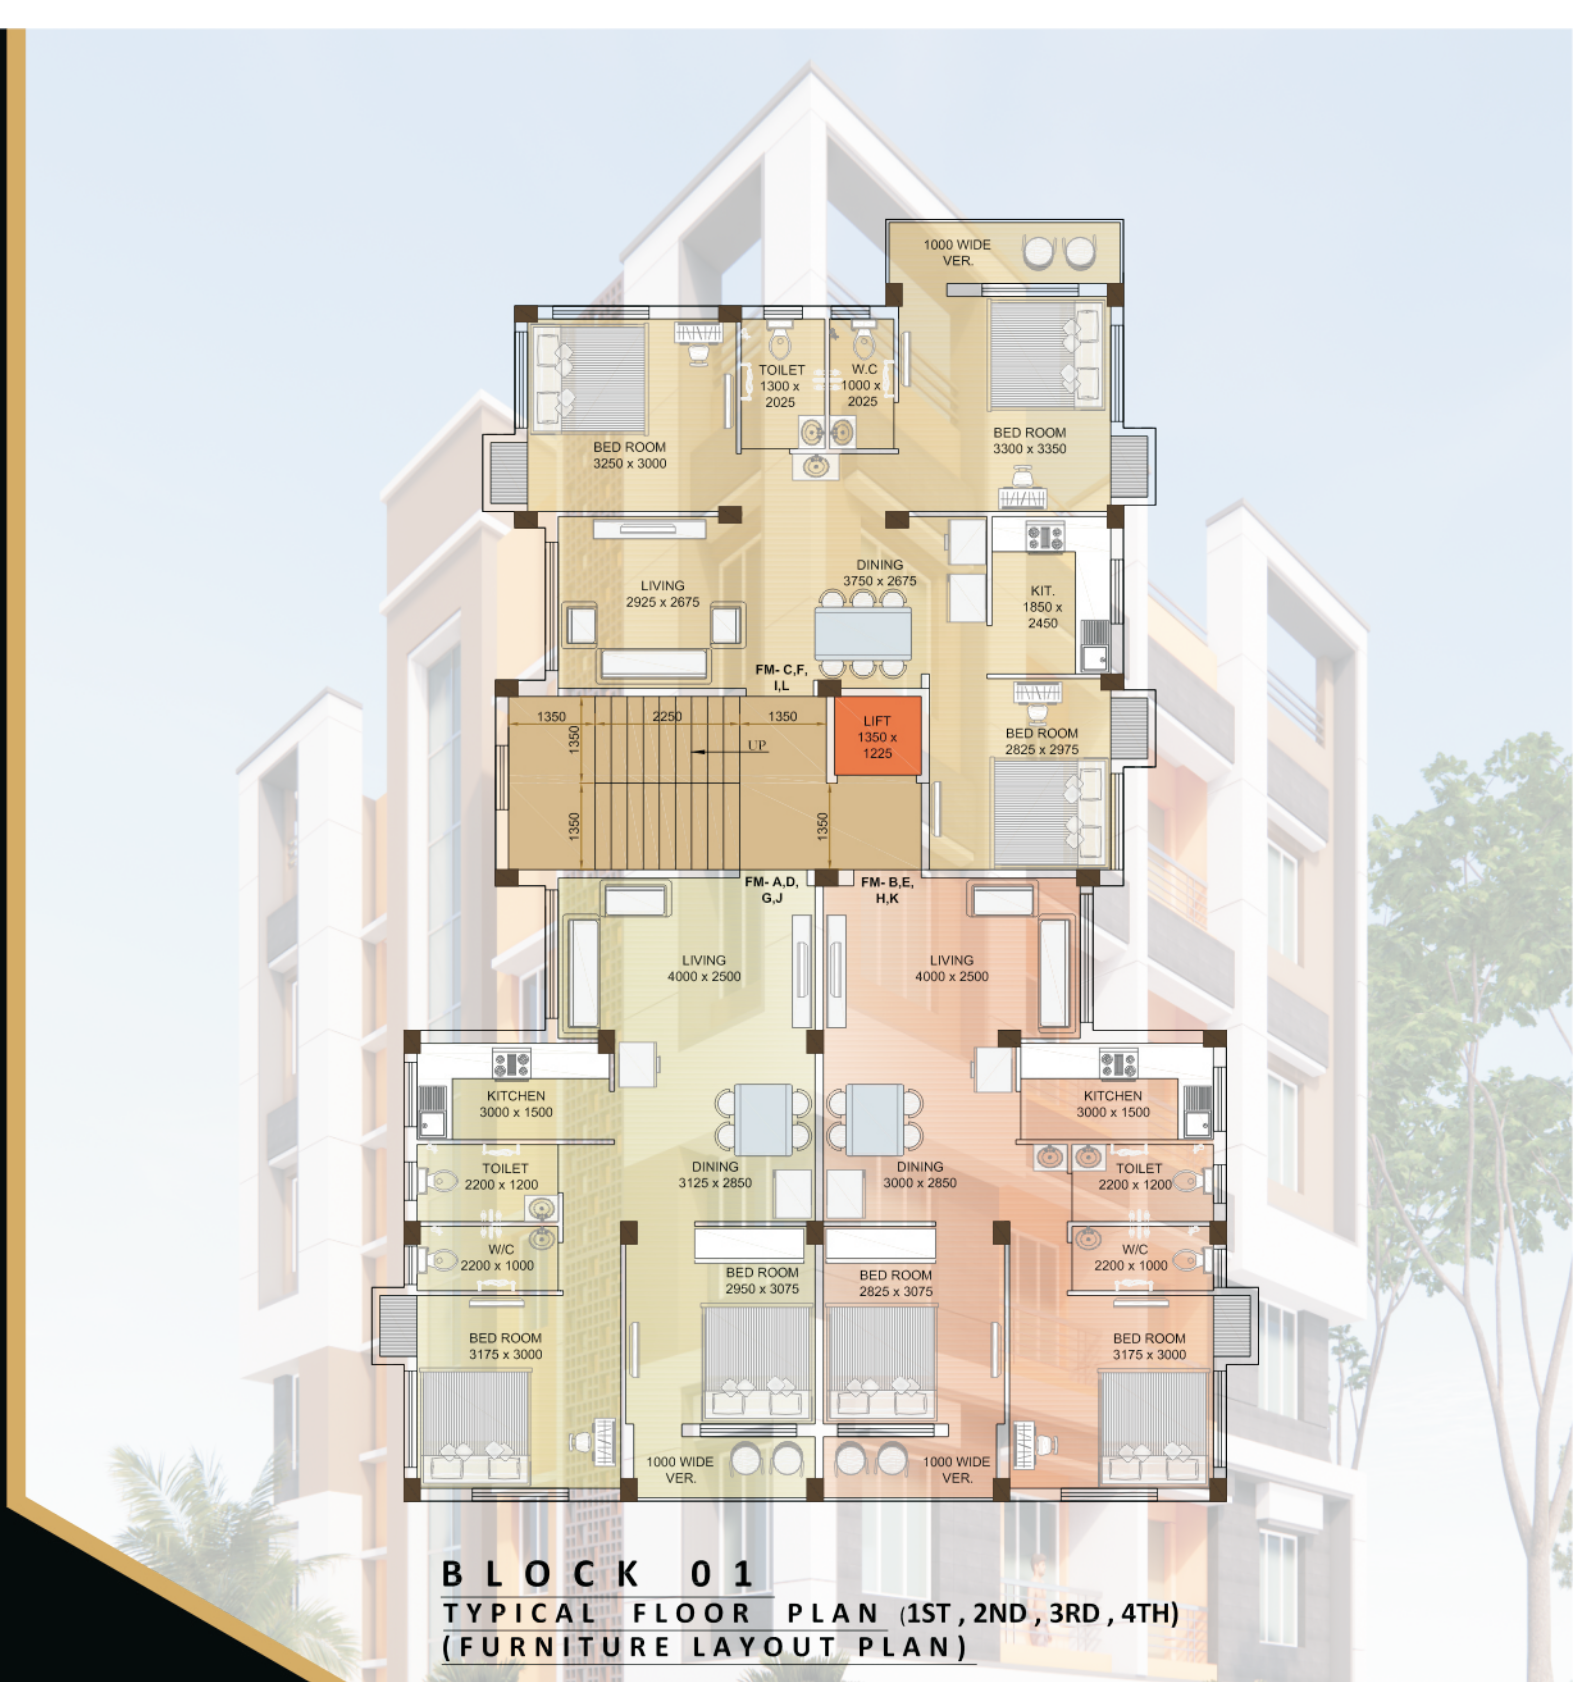 1000 WIDE
VER.
TOILET
1300 x
2025
W.C
1000 x
2025
BED ROOM
3250 x 3000
BED ROOM
3300 x 3350
LIVING
2925 x 2675
DINING
3750 x 2675
KIT.
1850 x
2450
FM- C,F,
I,L
1350
2250
1350
1350
UP
LIFT
1350 x
1225
BED ROOM
2825 x 2975
1350
1350
FM- A,D,
G,J
FM- B,E,
H,K
LIVING
4000 x 2500
LIVING
4000 x 2500
KITCHEN
3000 x 1500
KITCHEN
3000 x 1500
TOILET
2200 x 1200
DINING
3125 x 2850
DINING
3000 x 2850
TOILET
2200 x 1200
W/C
2200 x 1000
W/C
2200 x 1000
BED ROOM
2950 x 3075
BED ROOM
2825 x 3075
BED ROOM
3175 x 3000
BED ROOM
3175 x 3000
1000 WIDE
VER.
1000 WIDE
VER.
BLOCK 01
TYPICAL FLOOR PLAN (1ST , 2ND , 3RD , 4TH)
(FURNITURE LAYOUT PLAN)